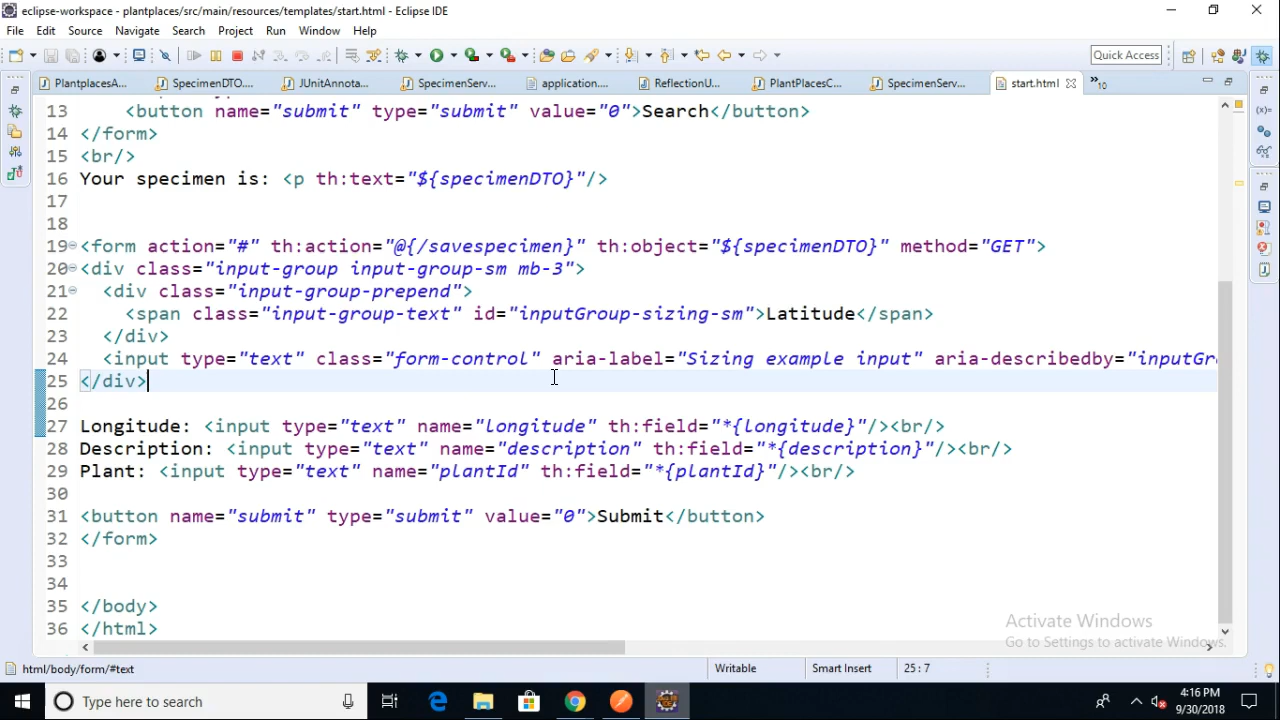 eclipse-workspace - plantplaces/src/main/resources/templates/start.html - Eclipse IDE
File Edit Source Navigate Search Project Run Window Help
Quick Access
PlantplacesA... SpecimenDTO.... JUnitAnnota... SpecimenServ... application.... ReflectionU... PlantPlacesC... SpecimenServ... start.html »10
13 <button name="submit" type="submit" value="0">Search</button>
14 </form>
15 <br/>
16 Your specimen is: <p th:text="${specimenDTO}"/>
17
18
19 <form action="#" th:action="@{/savespecimen}" th:object="${specimenDTO}" method="GET">
20 <div class="input-group input-group-sm mb-3">
21 <div class="input-group-prepend">
22 <span class="input-group-text" id="inputGroup-sizing-sm">Latitude</span>
23 </div>
24 <input type="text" class="form-control" aria-label="Sizing example input" aria-describedby="inputGr
25 </div>
26
27 Longitude: <input type="text" name="longitude" th:field="*{longitude}"/><br/>
28 Description: <input type="text" name="description" th:field="*{description}"/><br/>
29 Plant: <input type="text" name="plantId" th:field="*{plantId}"/><br/>
30
31 <button name="submit" type="submit" value="0">Submit</button>
32 </form>
33
34
35 </body>
36 </html>
Activate Windows
Go to Settings to activate Windows.
html/body/form/#text Writable Smart Insert 25 : 7
Type here to search
4:16 PM
9/30/2018